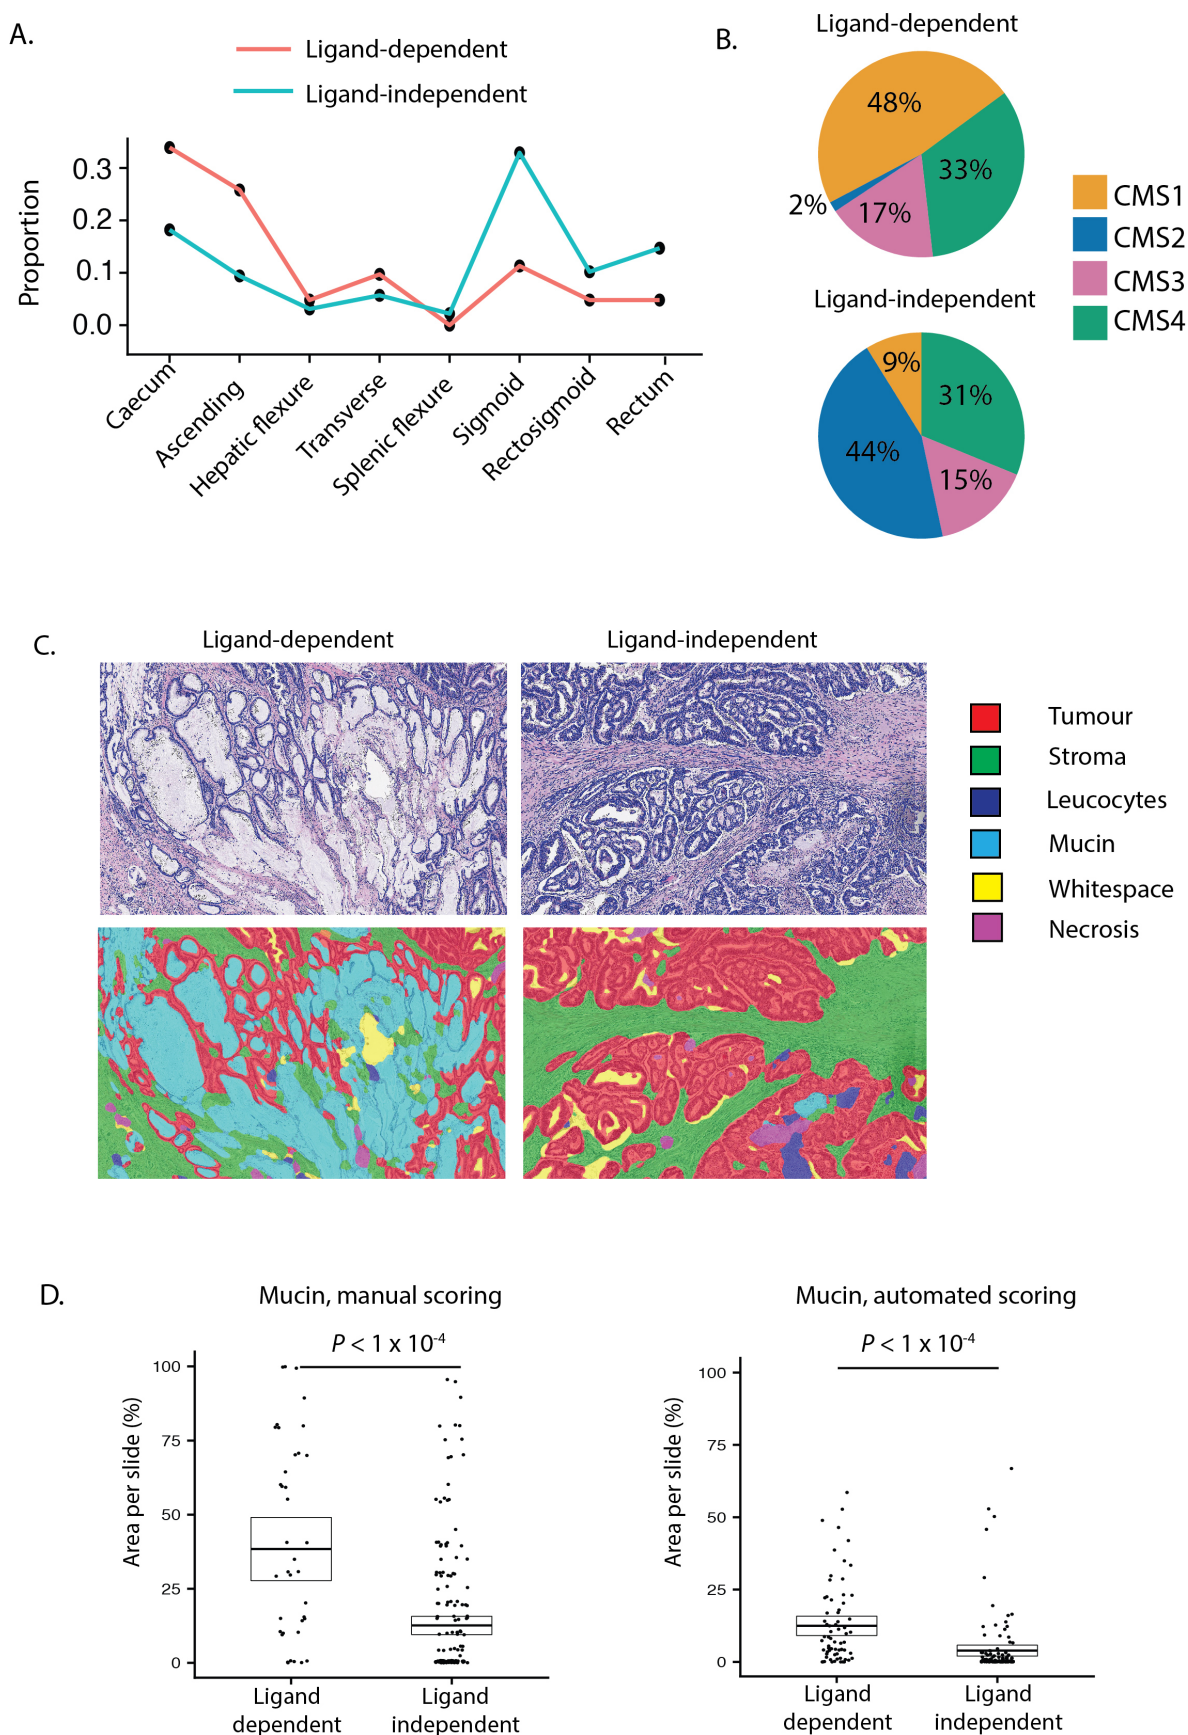 A.
Ligand-dependent
Ligand-independent
Proportion
0.3
0.2
0.1
0.0
Caecum
Ascending
Hepatic flexure
Transverse
Splenic flexure
Sigmoid
Rectosigmoid
Rectum
B.
Ligand-dependent
48%
33%
2%
17%
Ligand-independent
9%
31%
44%
15%
CMS1
CMS2
CMS3
CMS4
C.
Ligand-dependent
Ligand-independent
Tumour
Stroma
Leucocytes
Mucin
Whitespace
Necrosis
D.
Mucin, manual scoring
P < 1 x 10⁻⁴
Area per slide (%)
100
75
50
25
0
Ligand
dependent
Ligand
independent
Mucin, automated scoring
P < 1 x 10⁻⁴
Area per slide (%)
100
75
50
25
0
Ligand
dependent
Ligand
independent